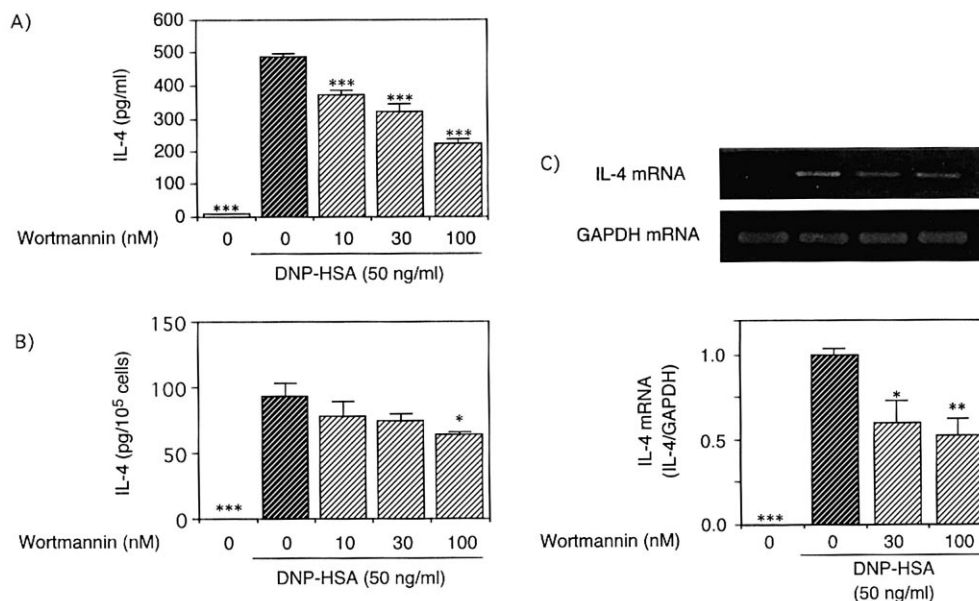 A)
IL-4 (pg/ml)
600
500
400
300
200
100
0
***
***
***
***
Wortmannin (nM) 0 0 10 30 100
DNP-HSA (50 ng/ml)
B)
IL-4 (pg/10⁵ cells)
150
100
50
0
***
*
Wortmannin (nM) 0 0 10 30 100
DNP-HSA (50 ng/ml)
C)
IL-4 mRNA
GAPDH mRNA
IL-4 mRNA
(IL-4/GAPDH)
1.0
0.5
0.0
***
*
**
Wortmannin (nM) 0 0 30 100
DNP-HSA
(50 ng/ml)